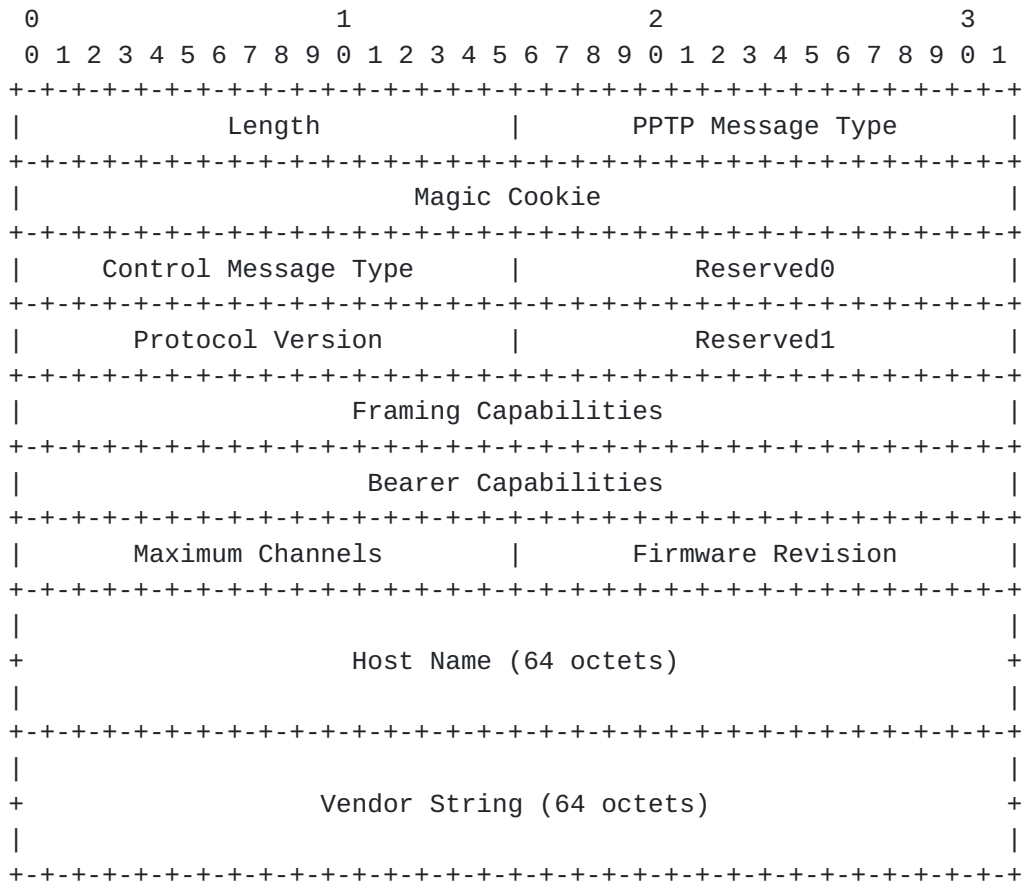 0                   1                   2                   3
 0 1 2 3 4 5 6 7 8 9 0 1 2 3 4 5 6 7 8 9 0 1 2 3 4 5 6 7 8 9 0 1
+-+-+-+-+-+-+-+-+-+-+-+-+-+-+-+-+-+-+-+-+-+-+-+-+-+-+-+-+-+-+-+-+
|             Length            |       PPTP Message Type       |
+-+-+-+-+-+-+-+-+-+-+-+-+-+-+-+-+-+-+-+-+-+-+-+-+-+-+-+-+-+-+-+-+
|                         Magic Cookie                          |
+-+-+-+-+-+-+-+-+-+-+-+-+-+-+-+-+-+-+-+-+-+-+-+-+-+-+-+-+-+-+-+-+
|     Control Message Type      |           Reserved0           |
+-+-+-+-+-+-+-+-+-+-+-+-+-+-+-+-+-+-+-+-+-+-+-+-+-+-+-+-+-+-+-+-+
|       Protocol Version        |           Reserved1           |
+-+-+-+-+-+-+-+-+-+-+-+-+-+-+-+-+-+-+-+-+-+-+-+-+-+-+-+-+-+-+-+-+
|                     Framing Capabilities                      |
+-+-+-+-+-+-+-+-+-+-+-+-+-+-+-+-+-+-+-+-+-+-+-+-+-+-+-+-+-+-+-+-+
|                      Bearer Capabilities                      |
+-+-+-+-+-+-+-+-+-+-+-+-+-+-+-+-+-+-+-+-+-+-+-+-+-+-+-+-+-+-+-+-+
|       Maximum Channels        |       Firmware Revision       |
+-+-+-+-+-+-+-+-+-+-+-+-+-+-+-+-+-+-+-+-+-+-+-+-+-+-+-+-+-+-+-+-+
|                                                               |
+                     Host Name (64 octets)                     +
|                                                               |
+-+-+-+-+-+-+-+-+-+-+-+-+-+-+-+-+-+-+-+-+-+-+-+-+-+-+-+-+-+-+-+-+
|                                                               |
+                   Vendor String (64 octets)                   +
|                                                               |
+-+-+-+-+-+-+-+-+-+-+-+-+-+-+-+-+-+-+-+-+-+-+-+-+-+-+-+-+-+-+-+-+